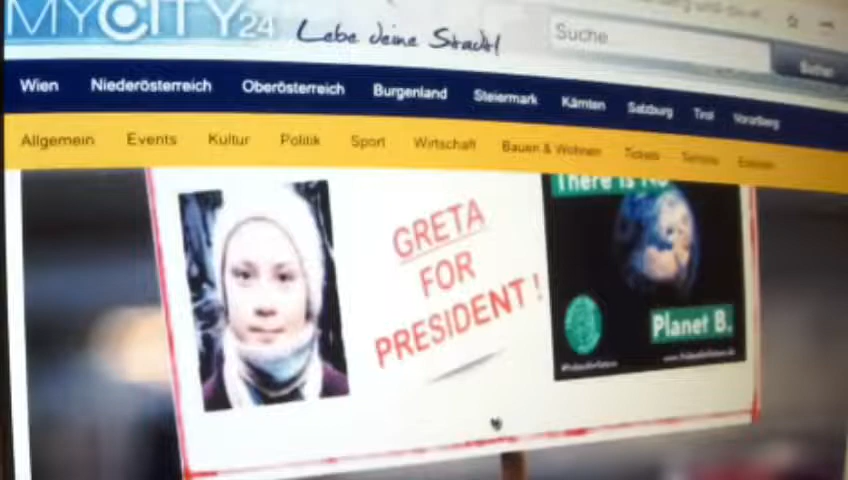 MYCITY24
Lebe deine Stadt!
Suche
Wien Niederösterreich Oberösterreich Burgenland Steiermark Kärnten Salzburg Tirol Vorarlberg
Allgemein Events Kultur Politik Sport Wirtschaft Bauen & Wohnen Tickets
There is No
GRETA
FOR
PRESIDENT!
Planet B.